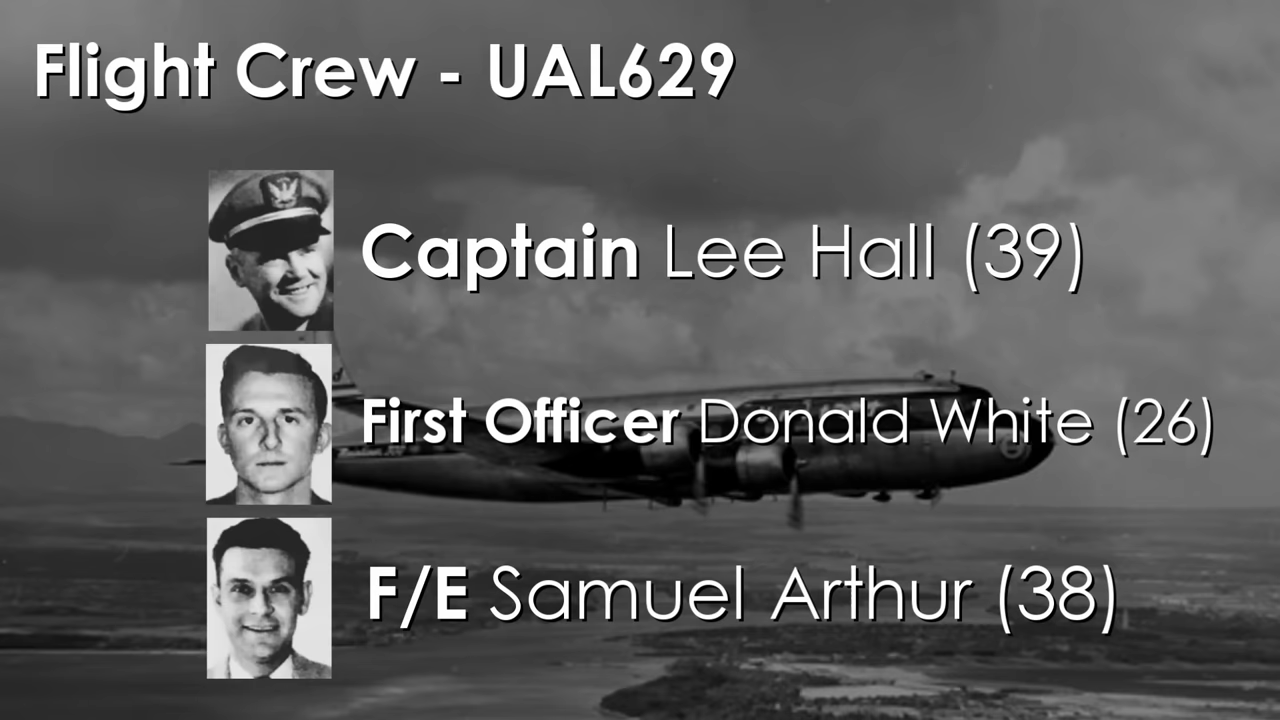 Flight Crew - UAL629
Captain Lee Hall (39)
First Officer Donald White (26)
F/E Samuel Arthur (38)